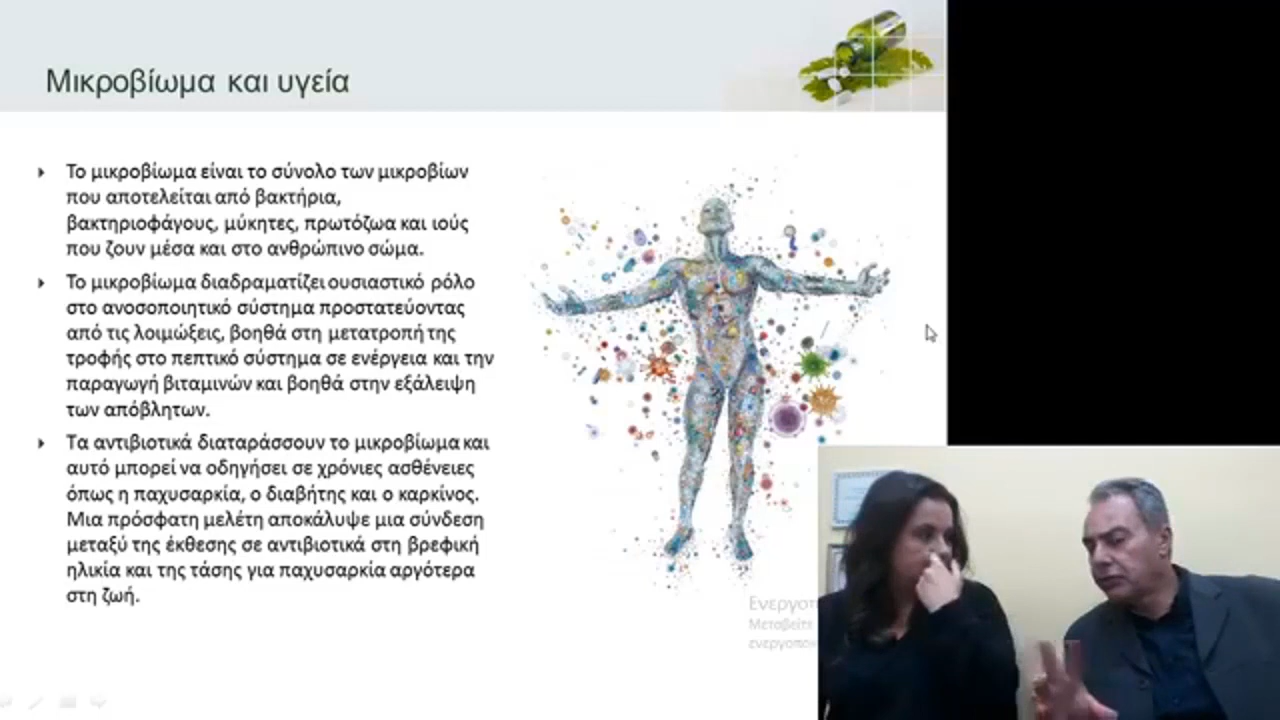 Μικροβίωμα και υγεία
Το μικροβίωμα είναι το σύνολο των μικροβίων
που αποτελείται από βακτήρια,
βακτηριοφάγους, μύκητες, πρωτόζωα και ιούς
που ζουν μέσα και στο ανθρώπινο σώμα.
Το μικροβίωμα διαδραματίζει ουσιαστικό ρόλο
στο ανοσοποιητικό σύστημα προστατεύοντας
από τις λοιμώξεις, βοηθά στη μετατροπή της
τροφής στο πεπτικό σύστημα σε ενέργεια και την
παραγωγή βιταμινών και βοηθά στην εξάλειψη
των απόβλητων.
Τα αντιβιοτικά διαταράσσουν το μικροβίωμα και
αυτό μπορεί να οδηγήσει σε χρόνιες ασθένειες
όπως η παχυσαρκία, ο διαβήτης και ο καρκίνος.
Μια πρόσφατη μελέτη αποκάλυψε μια σύνδεση
μεταξύ της έκθεσης σε αντιβιοτικά στη βρεφική
ηλικία και της τάσης για παχυσαρκία αργότερα
στη ζωή.
Μεταβείτε